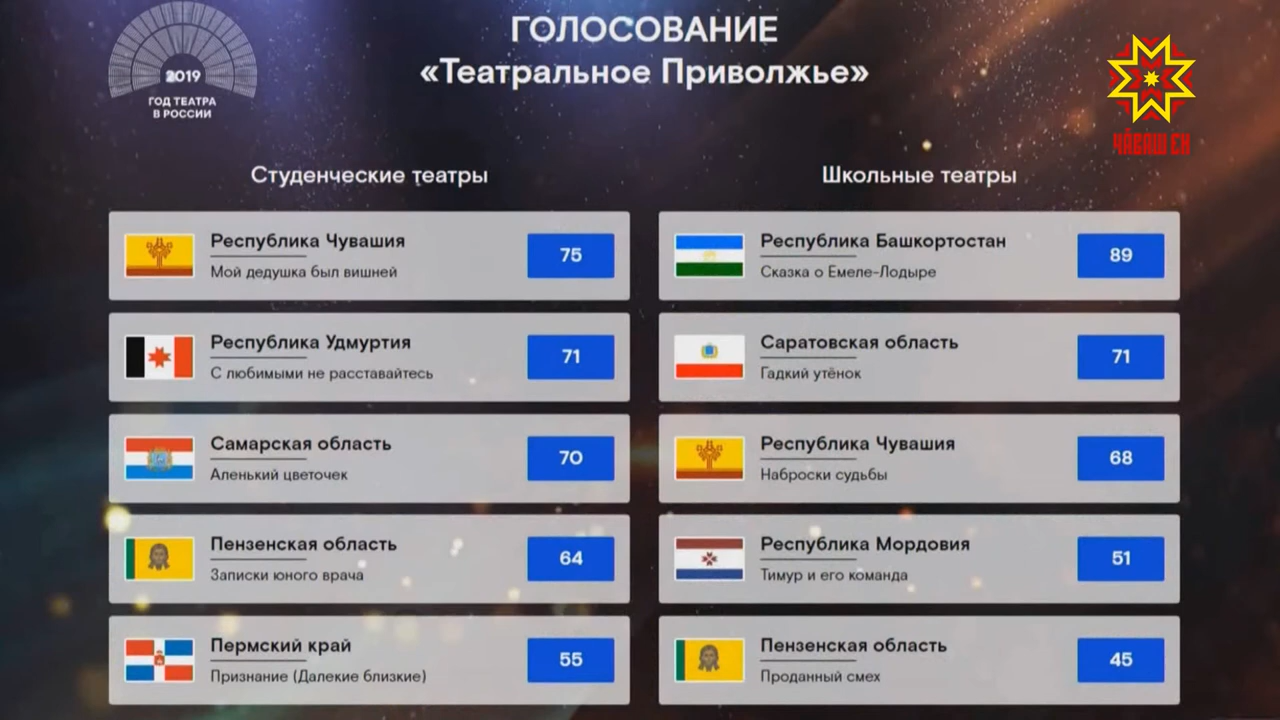 ГОЛОСОВАНИЕ
«Театральное Приволжье»
2019
ГОД ТЕАТРА
В РОССИИ
ЧӐВАШ ЕН
Студенческие театры
Республика Чувашия
Мой дедушка был вишней
75
Республика Удмуртия
С любимыми не расставайтесь
71
Самарская область
Аленький цветочек
70
Пензенская область
Записки юного врача
64
Пермский край
Признание (Далекие близкие)
55
Школьные театры
Республика Башкортостан
Сказка о Емеле-Лодыре
89
Саратовская область
Гадкий утёнок
71
Республика Чувашия
Наброски судьбы
68
Республика Мордовия
Тимур и его команда
51
Пензенская область
Проданный смех
45